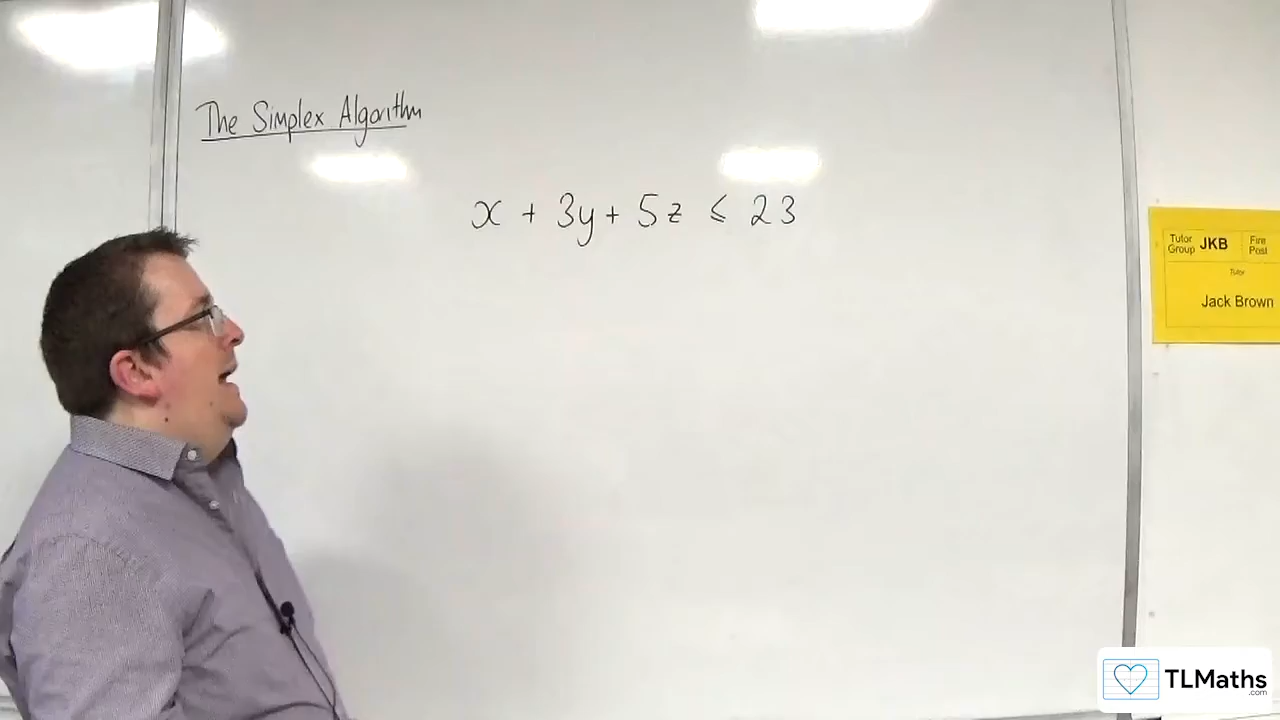 The Simplex Algorithm
x + 3y + 5z ≤ 23
Tutor Group JKB Fire Post
Tutor
Jack Brown
TLMaths
.com